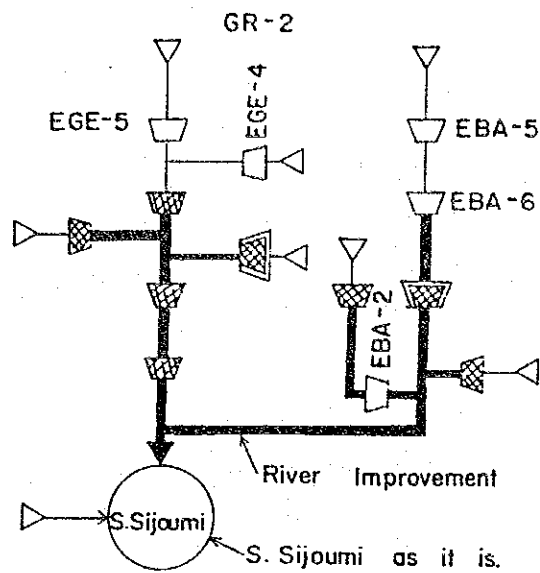 GR-2
EGE-5
EGE-4
EBA-5
EBA-6
EBA-2
River Improvement
S.Sijoumi
S. Sijoumi as it is.